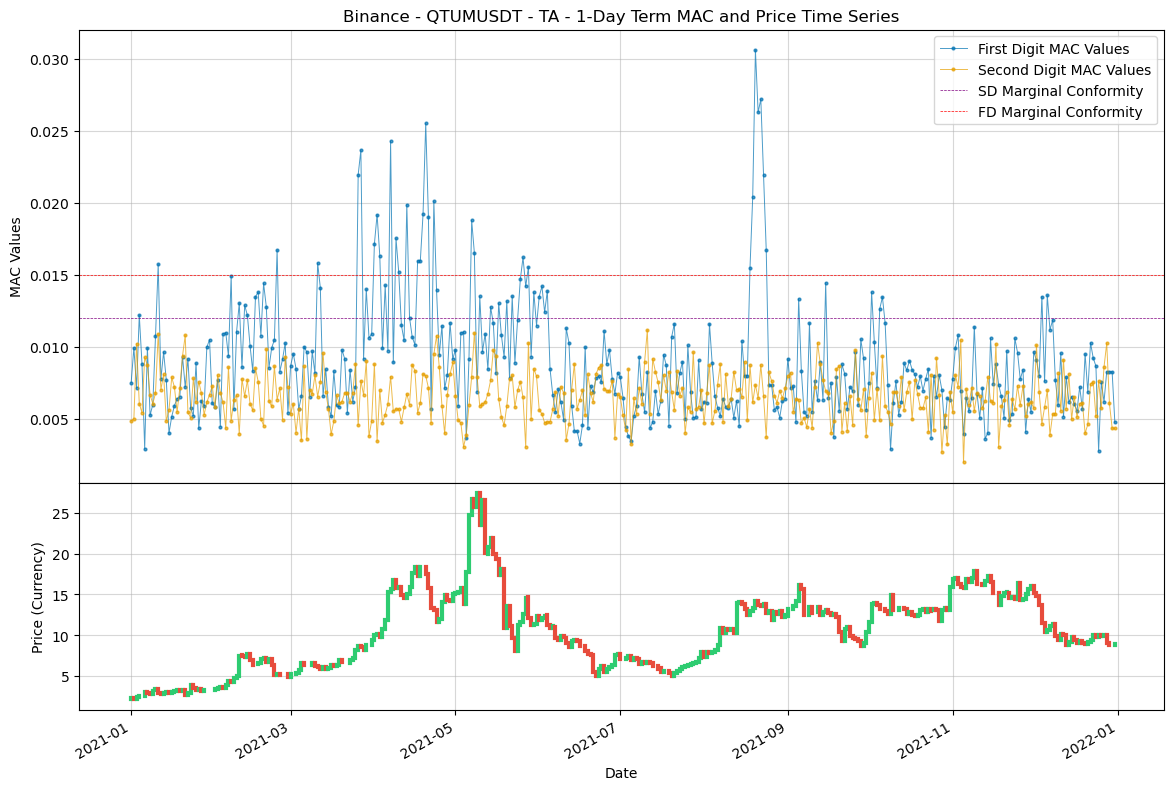 Binance - QTUMUSDT - TA - 1-Day Term MAC and Price Time Series
First Digit MAC Values
Second Digit MAC Values
SD Marginal Conformity
FD Marginal Conformity
MAC Values
0.030
0.025
0.020
0.015
0.010
0.005
Price (Currency)
25
20
15
10
5
2021-01
2021-03
2021-05
2021-07
2021-09
2021-11
2022-01
Date